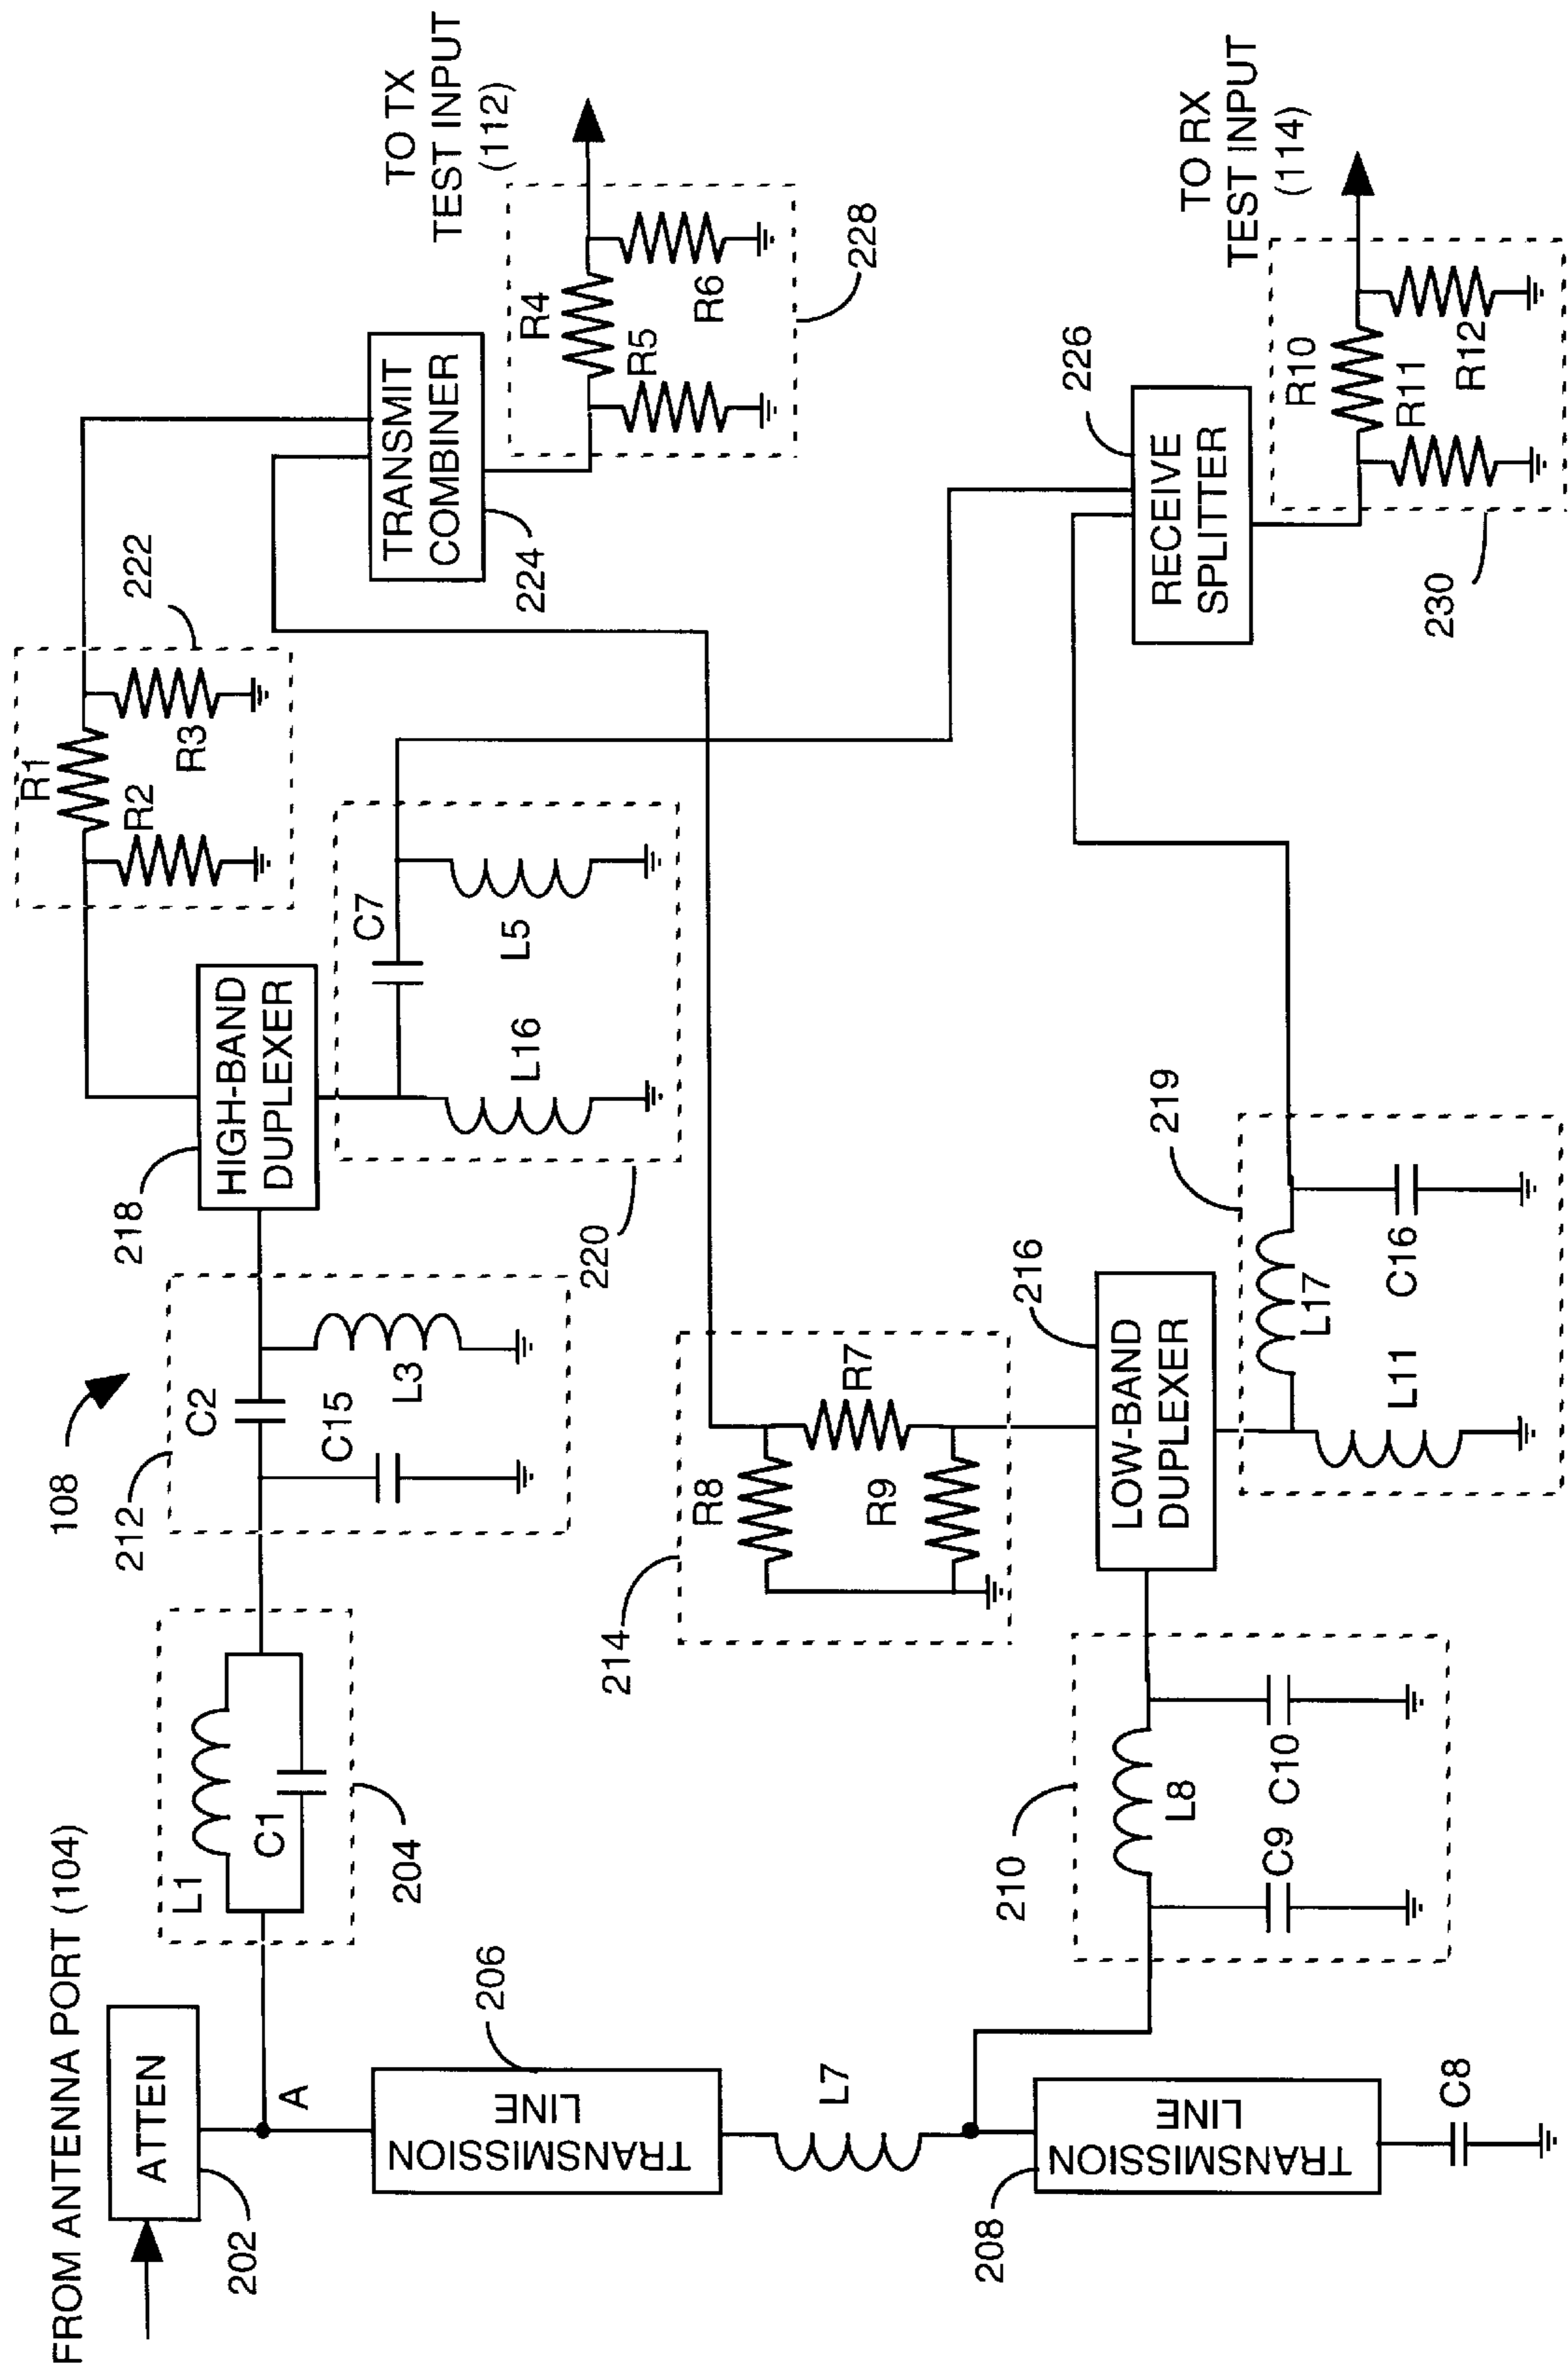 FROM ANTENNA PORT (104)
ATTEN
202
A
L1
C1
204
108
212
C2
C15
L3
218
HIGH-BAND
DUPLEXER
R1
R2
R3
222
C7
L16
L5
220
TRANSMIT
COMBINER
224
TO TX
TEST INPUT
(112)
R4
R5
R6
228
206
TRANSMISSION
LINE
L7
208
TRANSMISSION
LINE
C8
210
L8
C9
C10
214
R8
R7
R9
216
LOW-BAND
DUPLEXER
219
L17
L11
C16
226
RECEIVE
SPLITTER
TO RX
TEST INPUT
(114)
R10
R11
R12
230